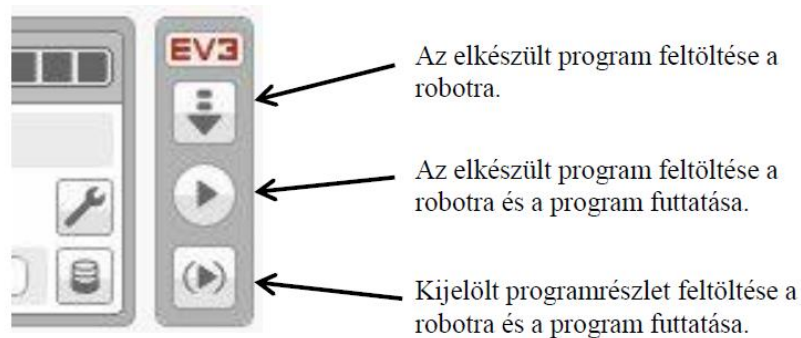 EV3
Az elkészült program feltöltése a
robotra.
Az elkészült program feltöltése a
robotra és a program futtatása.
Kijelölt programrészlet feltöltése a
robotra és a program futtatása.